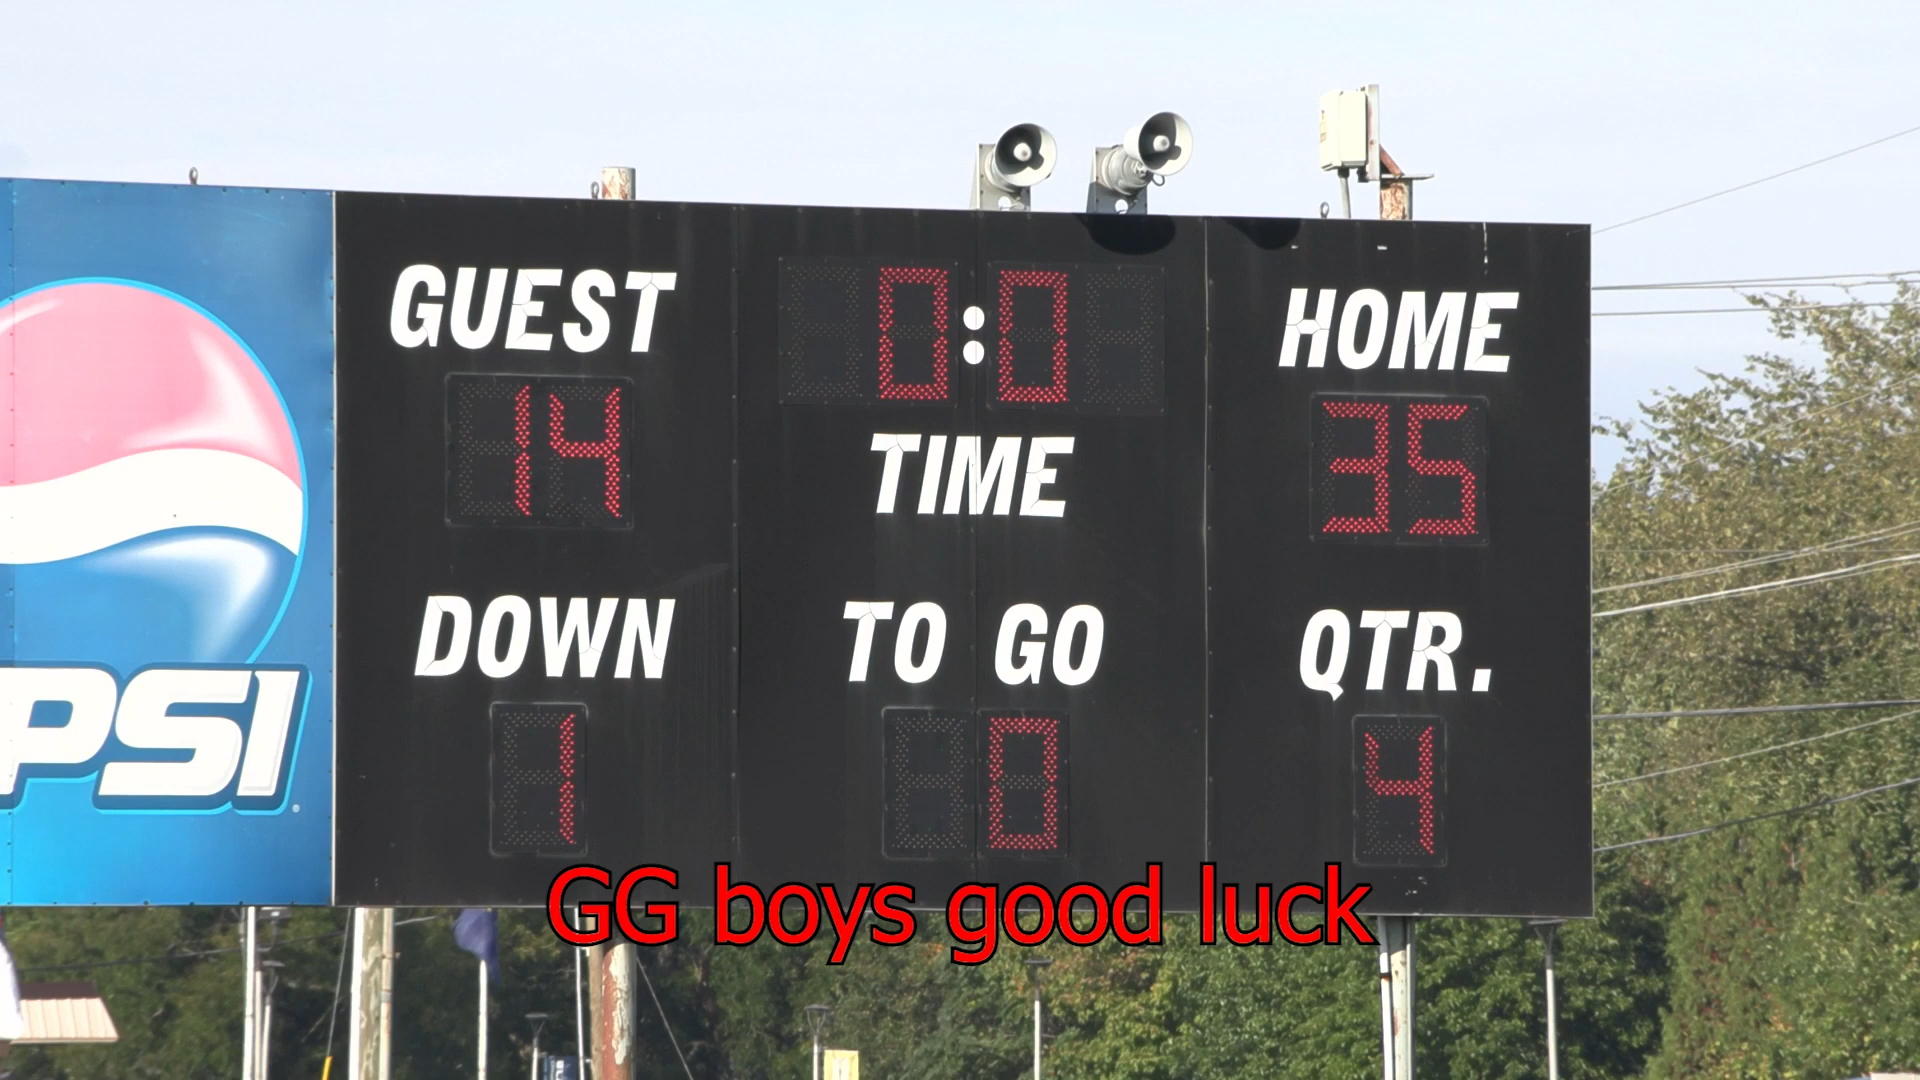 GUEST
0:0
HOME
14
TIME
35
DOWN
TO GO
QTR.
1
0
4
PSI
GG boys good luck